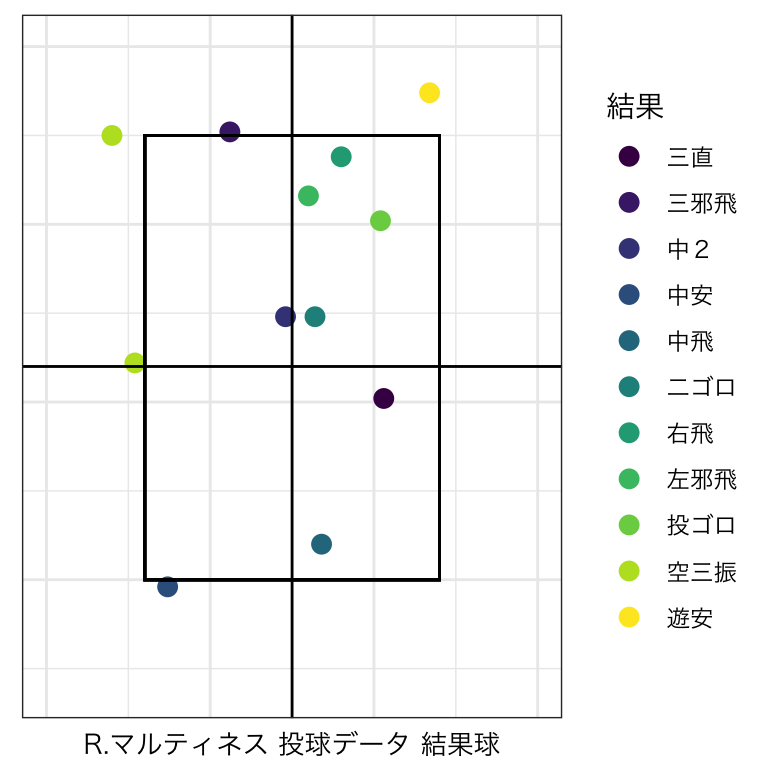 結果
三直
三邪飛
中２
中安
中飛
二ゴロ
右飛
左邪飛
投ゴロ
空三振
遊安
R.マルティネス 投球データ 結果球